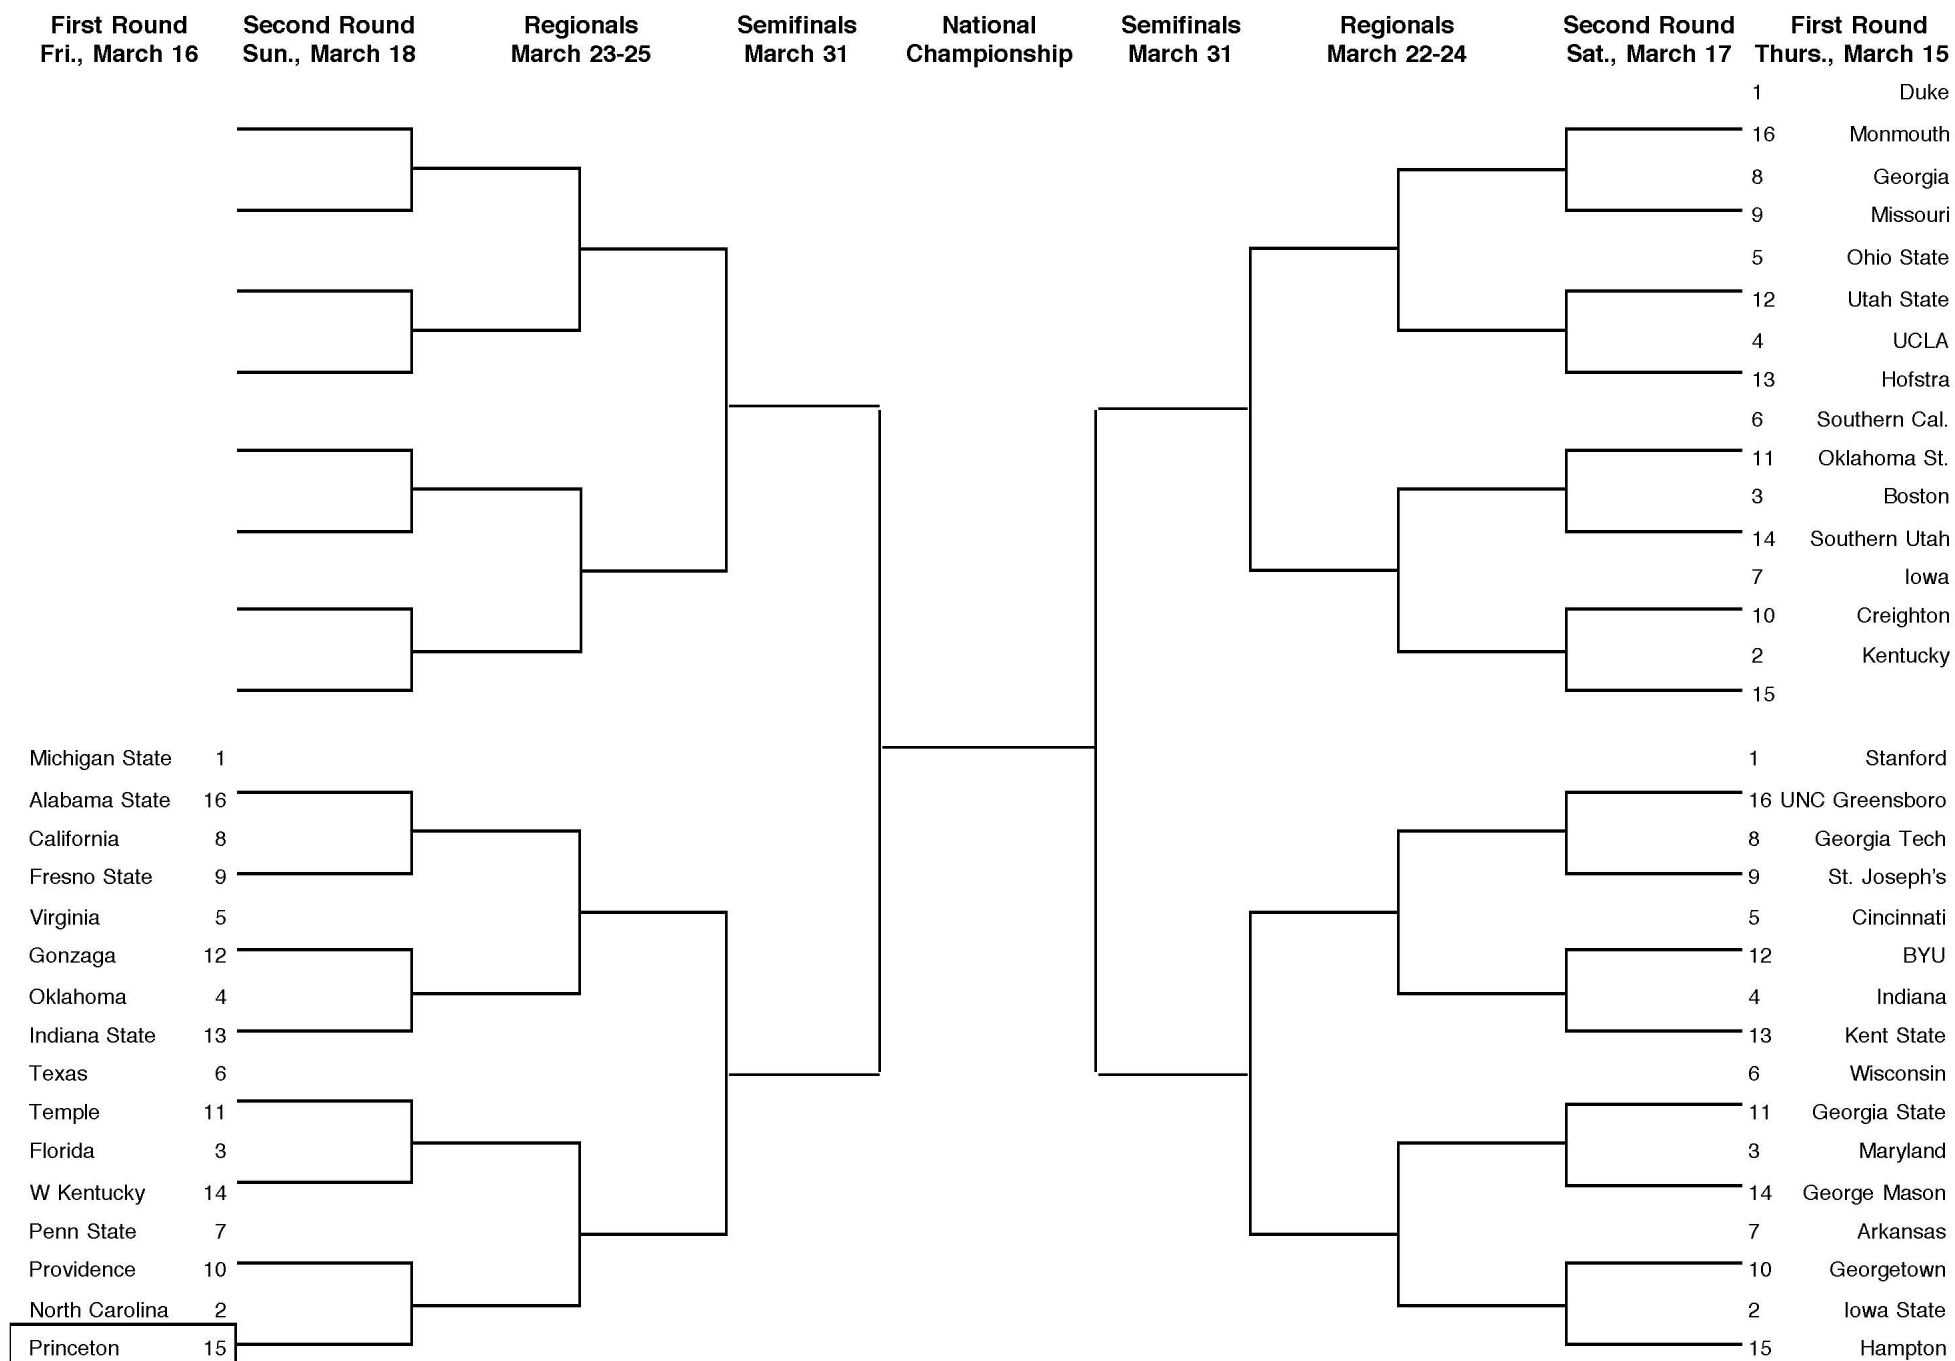 First Round Second Round Regionals Semifinals National Semifinals Regionals Second Round First Round
Fri., March 16 Sun., March 18 March 23-25 March 31 Championship March 31 March 22-24 Sat., March 17 Thurs., March 15
1 Duke
16 Monmouth
8 Georgia
9 Missouri
5 Ohio State
12 Utah State
4 UCLA
13 Hofstra
6 Southern Cal.
11 Oklahoma St.
3 Boston
14 Southern Utah
7 Iowa
10 Creighton
2 Kentucky
15
Michigan State 1 1 Stanford
Alabama State 16 16 UNC Greensboro
California 8 8 Georgia Tech
Fresno State 9 9 St. Joseph's
Virginia 5 5 Cincinnati
Gonzaga 12 12 BYU
Oklahoma 4 4 Indiana
Indiana State 13 13 Kent State
Texas 6 6 Wisconsin
Temple 11 11 Georgia State
Florida 3 3 Maryland
W Kentucky 14 14 George Mason
Penn State 7 7 Arkansas
Providence 10 10 Georgetown
North Carolina 2 2 Iowa State
Princeton 15 15 Hampton